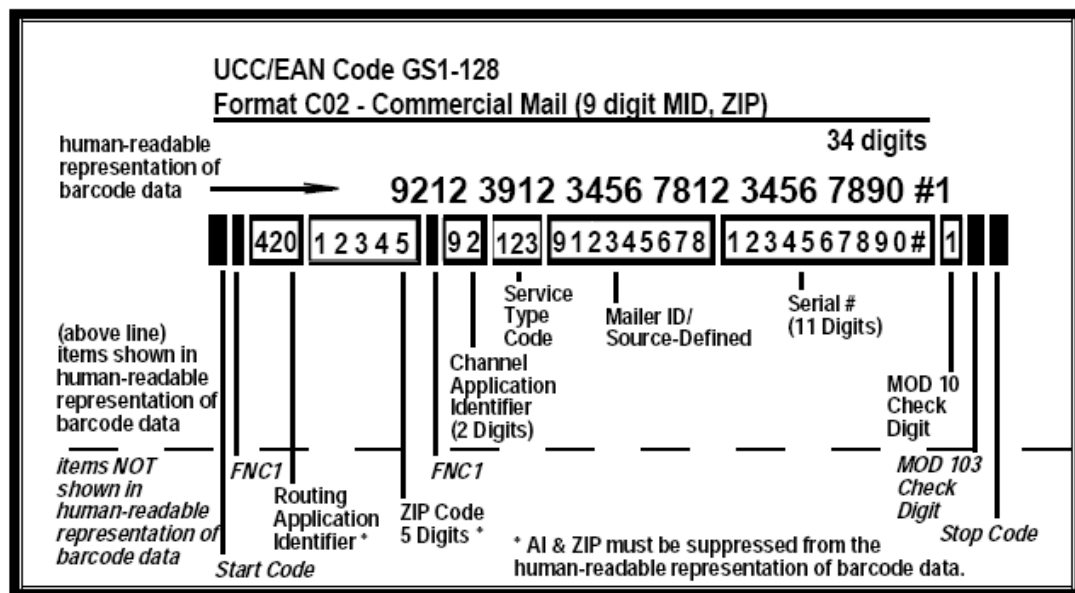 UCC/EAN Code GS1-128
Format C02 - Commercial Mail (9 digit MID, ZIP)
34 digits
human-readable
representation of
barcode data
9212 3912 3456 7812 3456 7890 #1
420 12345 92 123 912345678 1234567890# 1
Service
Type
Code
Mailer ID/
Source-Defined
Serial #
(11 Digits)
(above line)
items shown in
human-readable
representation of
barcode data
Channel
Application
Identifier
(2 Digits)
MOD 10
Check
Digit
items NOT
shown in
human-readable
representation of
barcode data
FNC1
Routing
Application
Identifier *
Start Code
ZIP Code
5 Digits *
FNC1
MOD 103
Check
Digit
Stop Code
* AI & ZIP must be suppressed from the
human-readable representation of barcode data.